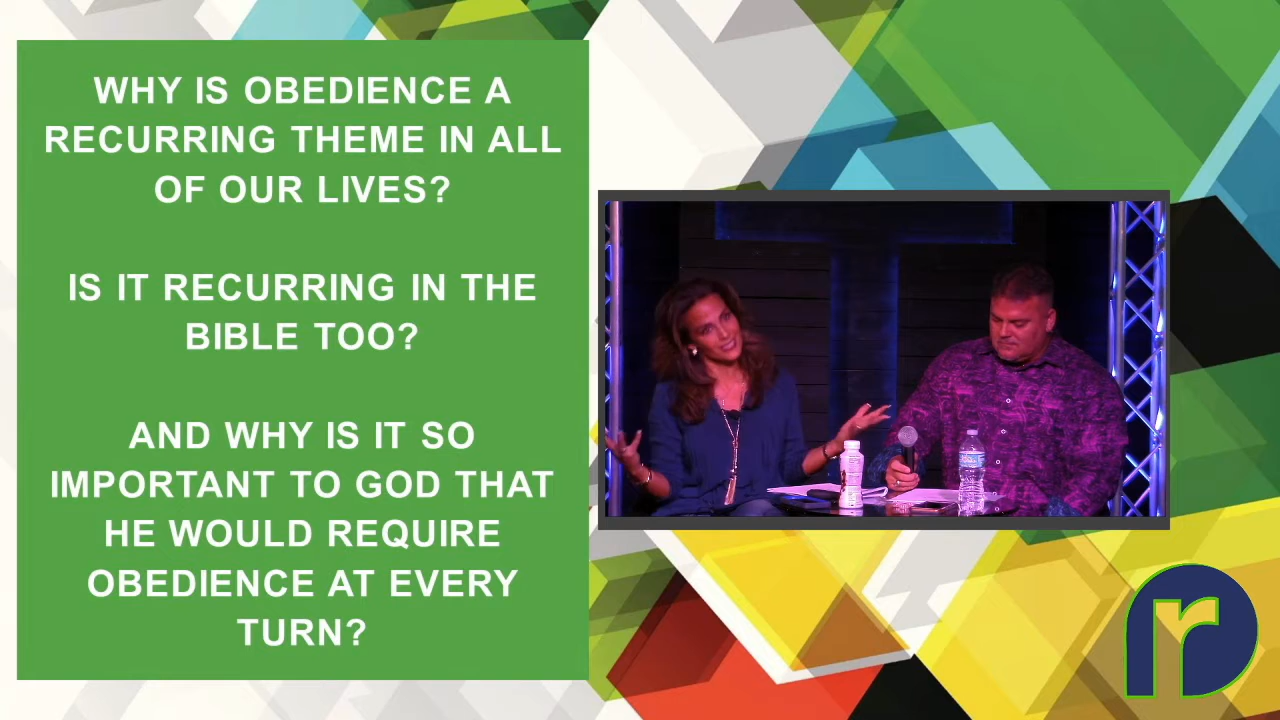 WHY IS OBEDIENCE A
RECURRING THEME IN ALL
OF OUR LIVES?
IS IT RECURRING IN THE
BIBLE TOO?
AND WHY IS IT SO
IMPORTANT TO GOD THAT
HE WOULD REQUIRE
OBEDIENCE AT EVERY
TURN?
r